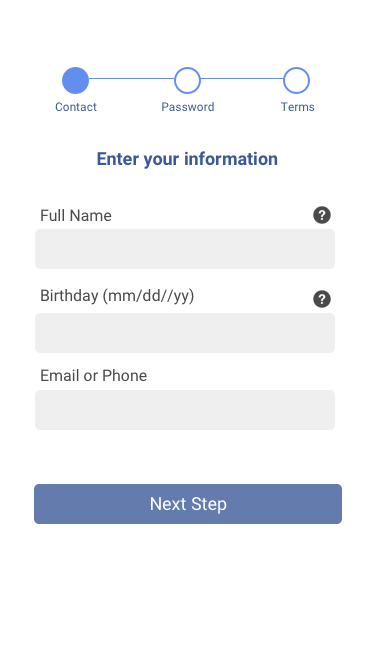 Contact Password Terms
Enter your information
Full Name ?
Birthday (mm/dd//yy) ?
Email or Phone
Next Step